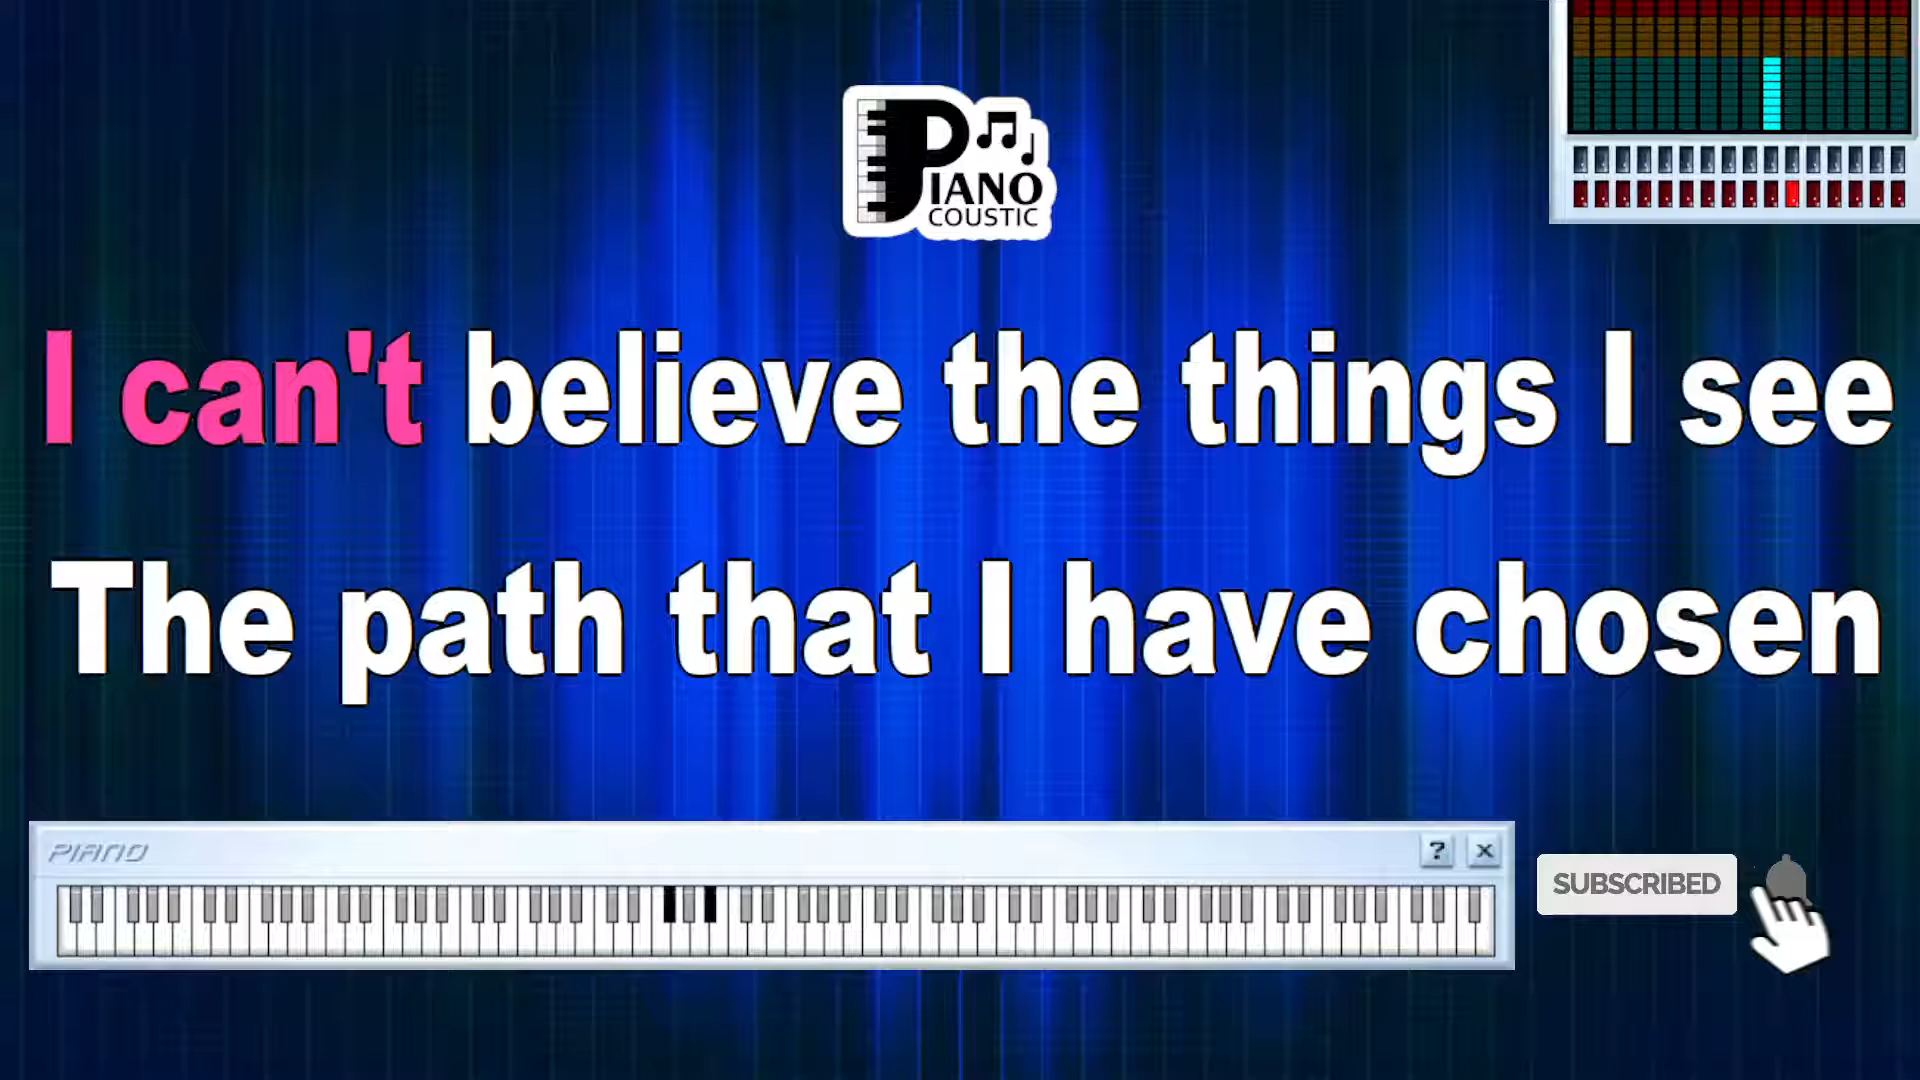 PIANO
COUSTIC
I can't believe the things I see
The path that I have chosen
PIANO
?
X
SUBSCRIBED